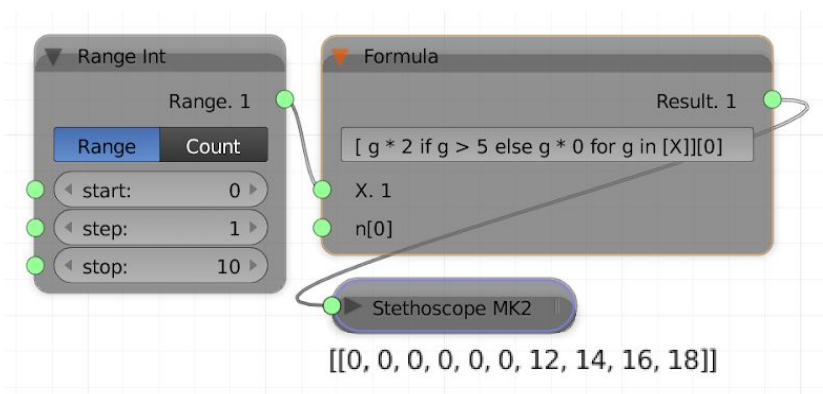 Range Int
Range. 1
Range Count
start: 0
step: 1
stop: 10
Formula
Result. 1
[ g * 2 if g > 5 else g * 0 for g in [X]][0]
X. 1
n[0]
Stethoscope MK2
[[0, 0, 0, 0, 0, 0, 12, 14, 16, 18]]